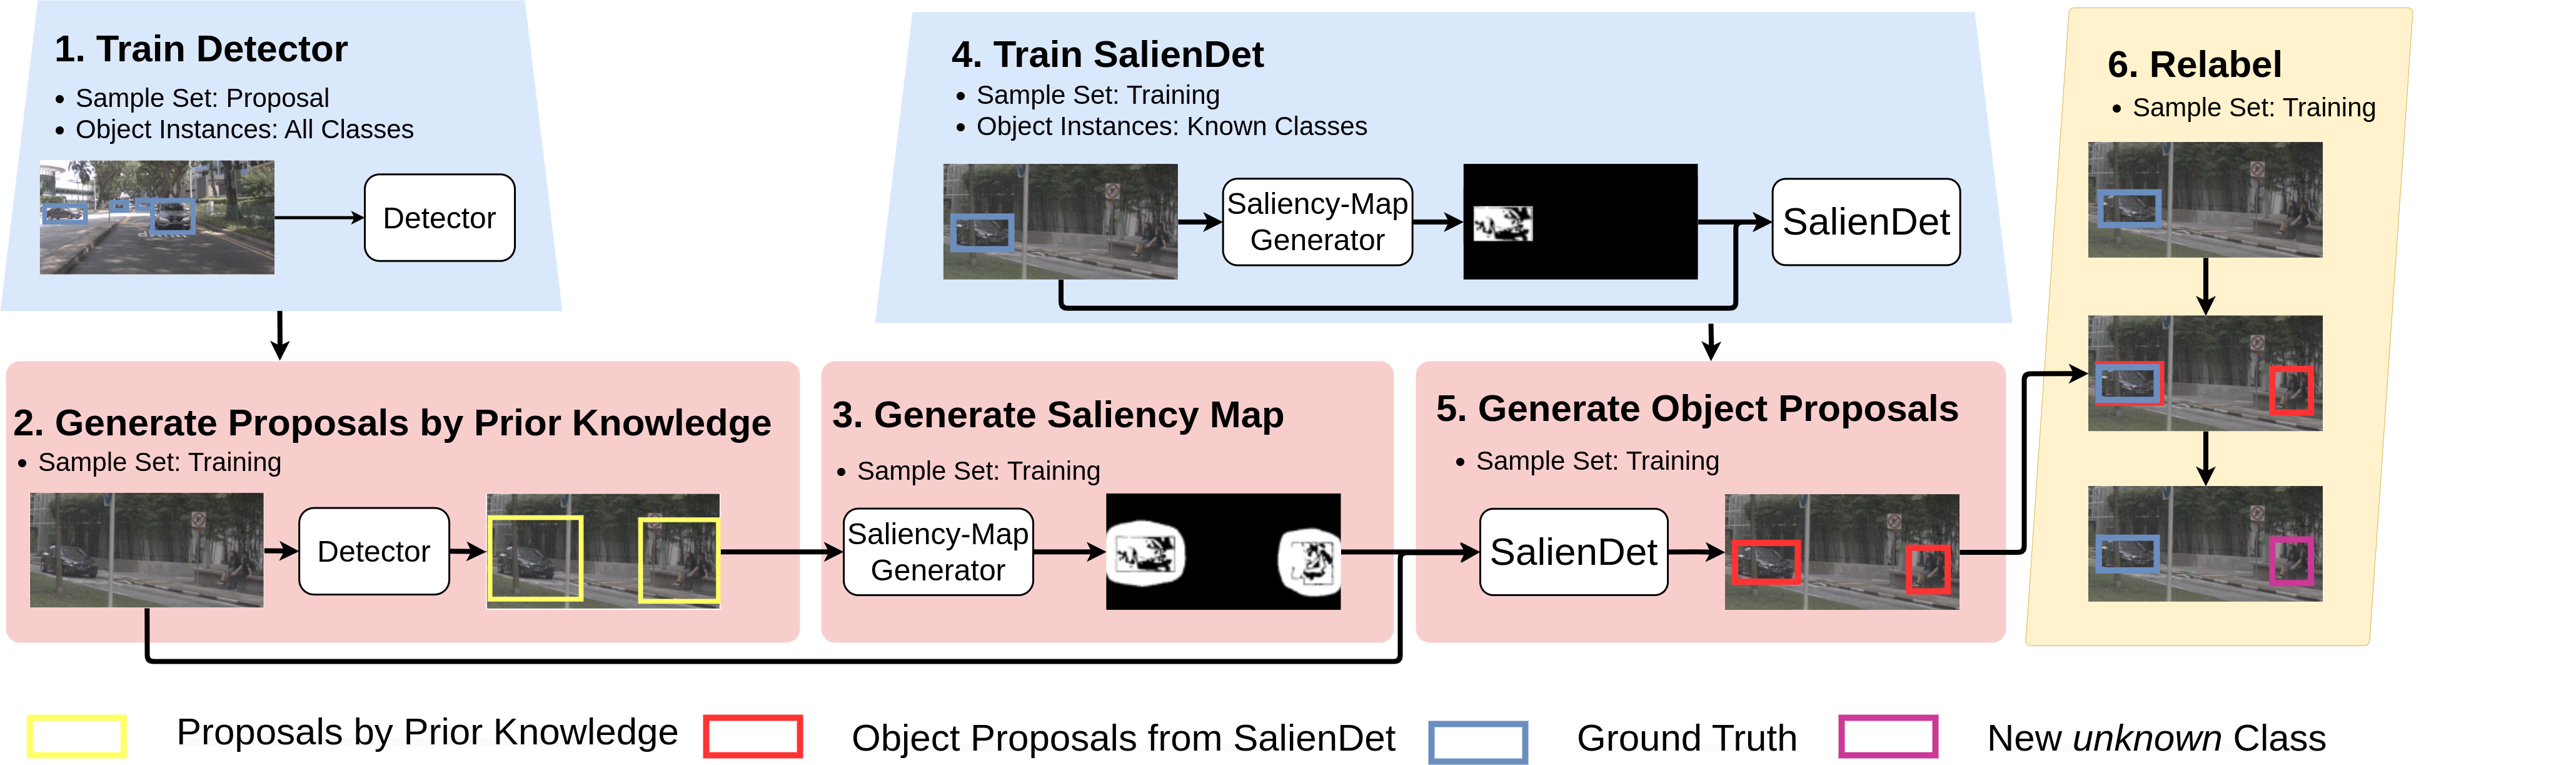 1. Train Detector
• Sample Set: Proposal
• Object Instances: All Classes
Detector
4. Train SalienDet
• Sample Set: Training
• Object Instances: Known Classes
Saliency-Map
Generator
SalienDet
6. Relabel
• Sample Set: Training
2. Generate Proposals by Prior Knowledge
• Sample Set: Training
Detector
3. Generate Saliency Map
• Sample Set: Training
Saliency-Map
Generator
5. Generate Object Proposals
• Sample Set: Training
SalienDet
Proposals by Prior Knowledge
Object Proposals from SalienDet
Ground Truth
New unknown Class